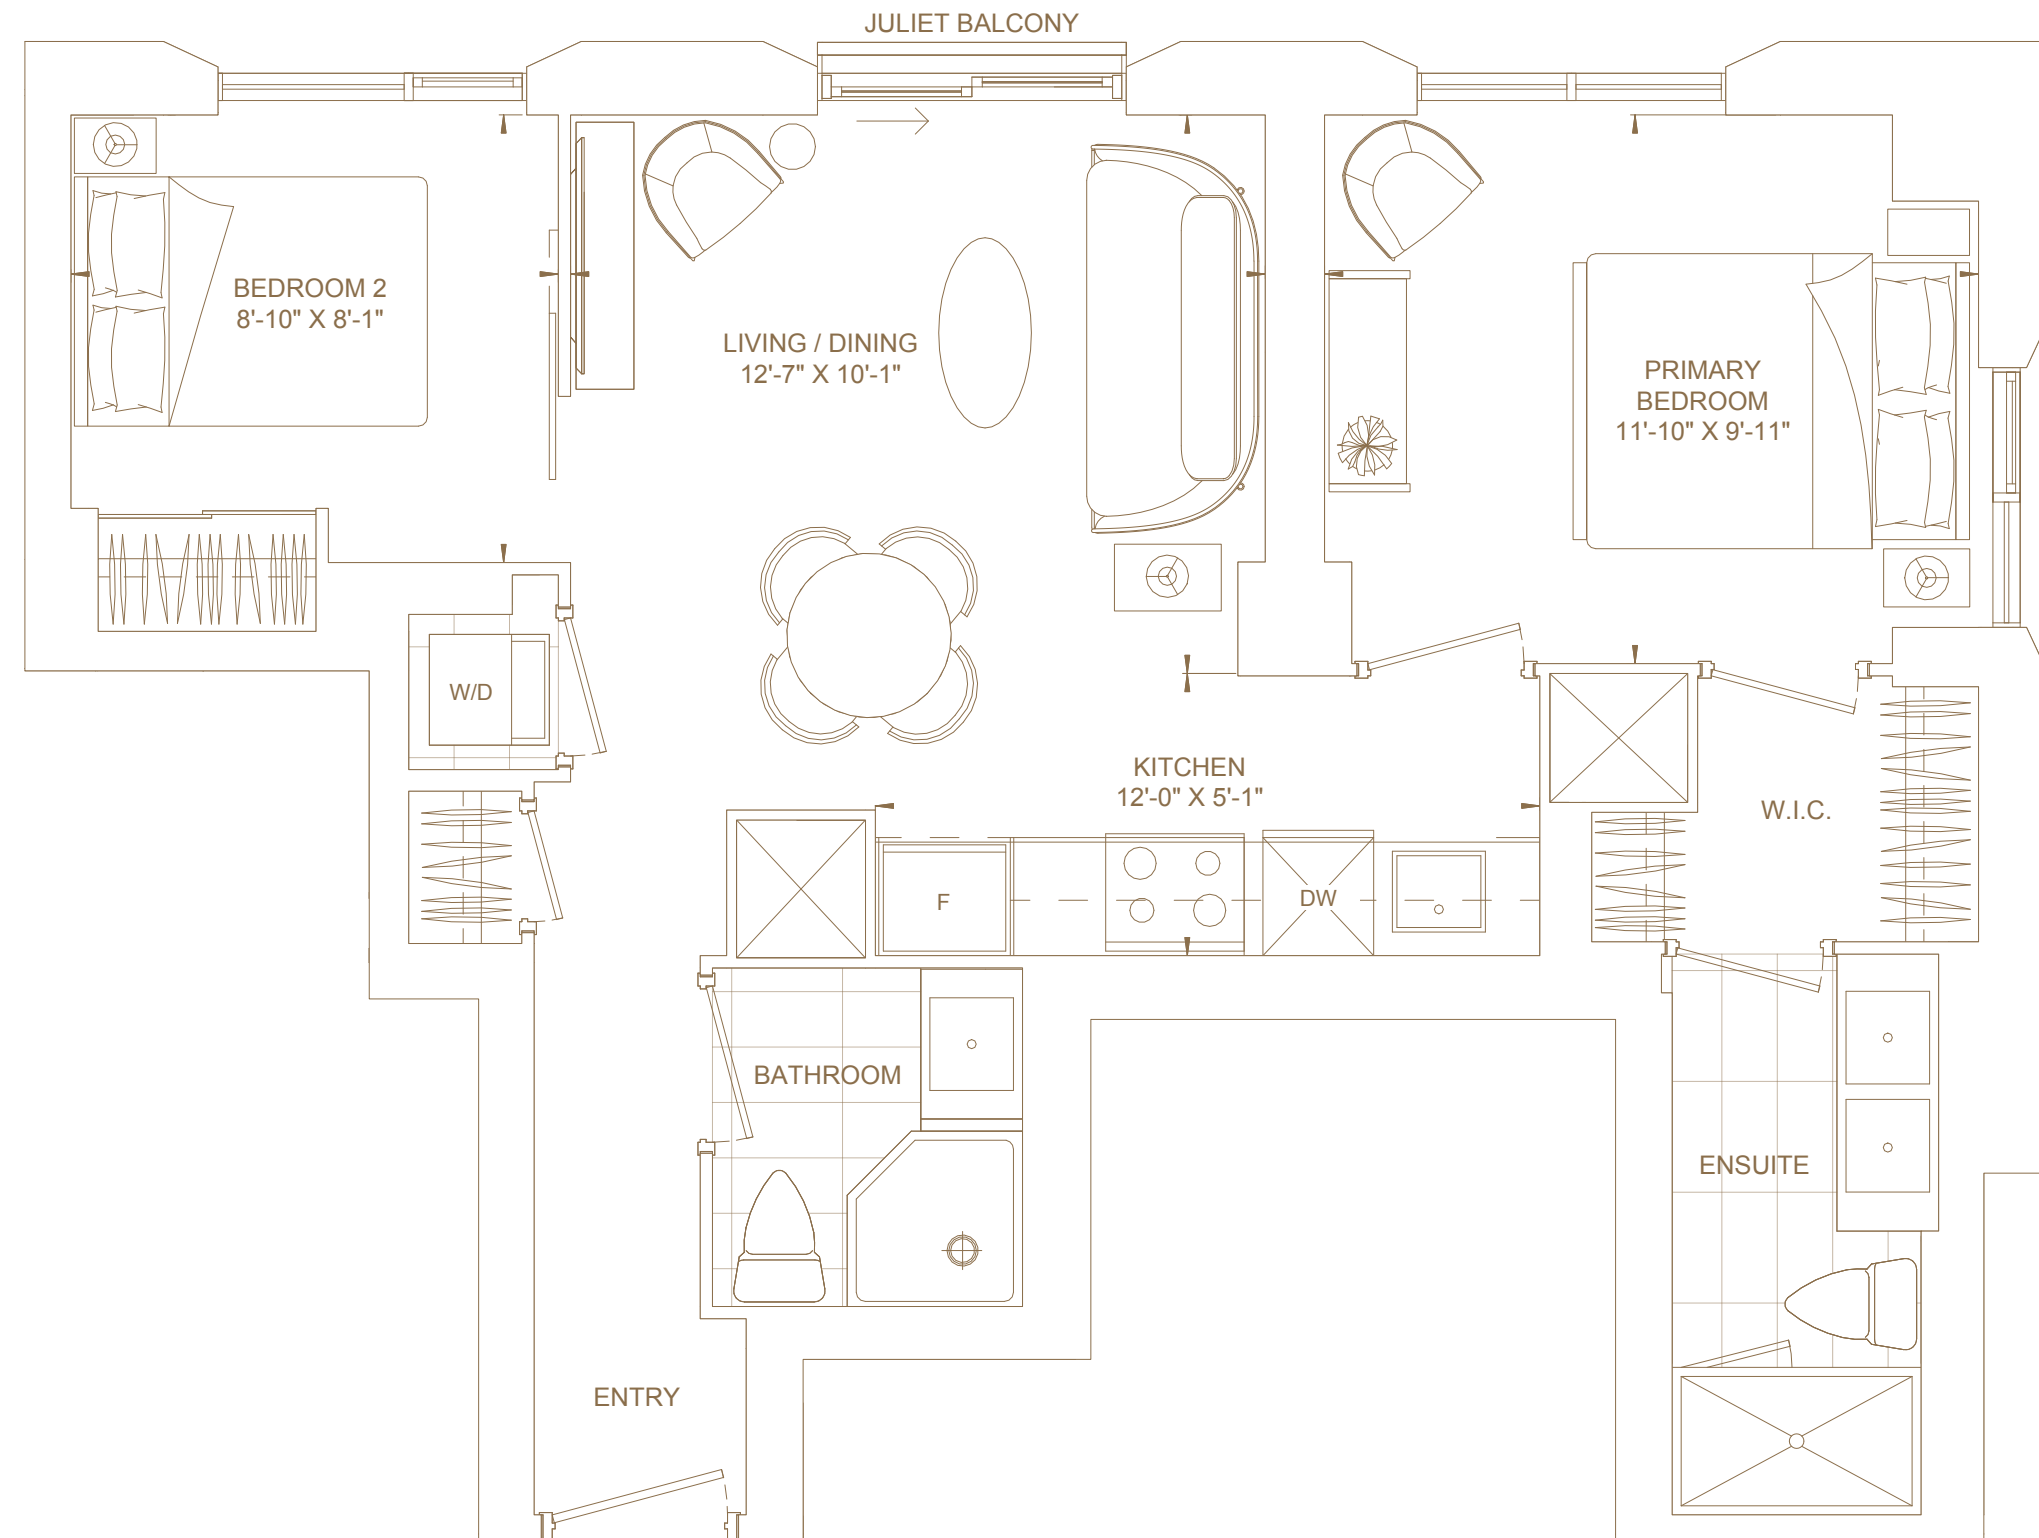 JULIET BALCONY
BEDROOM 2
8'-10" X 8'-1"
LIVING / DINING
12'-7" X 10'-1"
PRIMARY
BEDROOM
11'-10" X 9'-11"
W/D
KITCHEN
12'-0" X 5'-1"
W.I.C.
F
DW
BATHROOM
ENSUITE
ENTRY